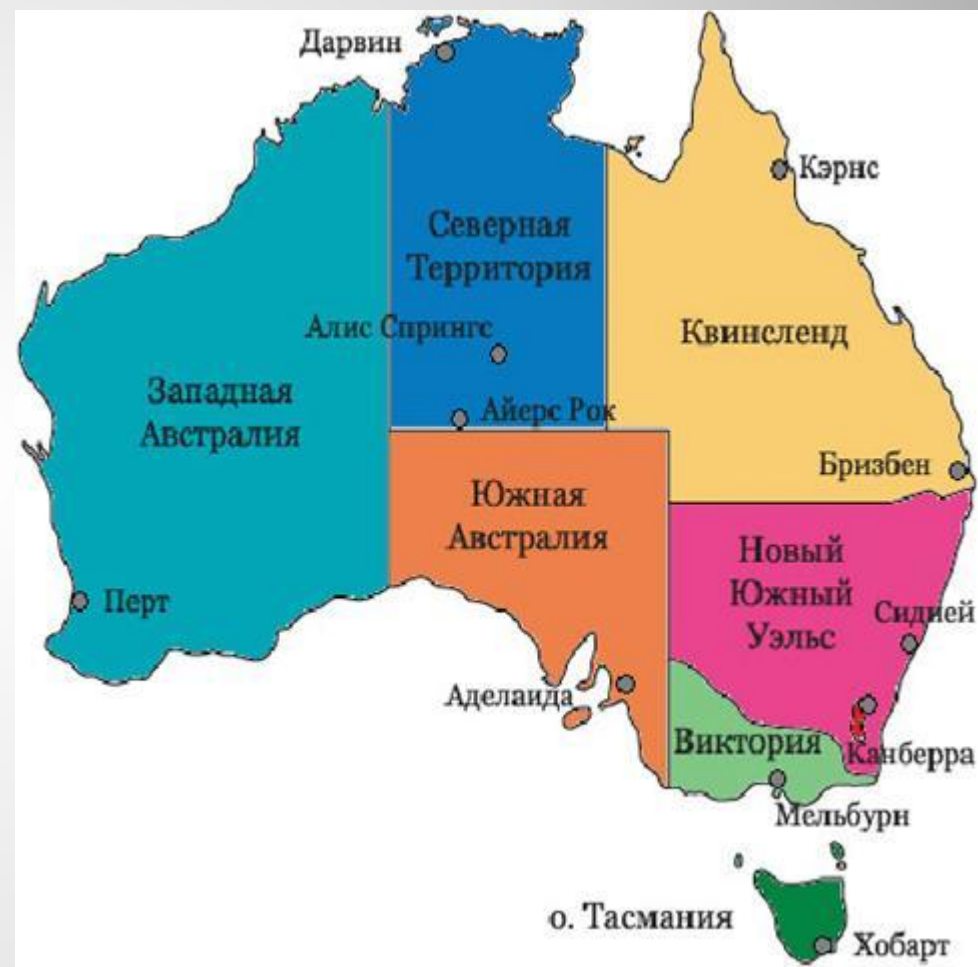 Дарвин
Кэрнс
Северная
Территория
Алис Спрингс
Квинсленд
Западная
Австралия
Айерс Рок
Бризбен
Южная
Австралия
Новый
Южный
Уэльс
Сидней
Перт
Аделаида
Виктория
Канберра
Мельбурн
о. Тасмания
Хобарт